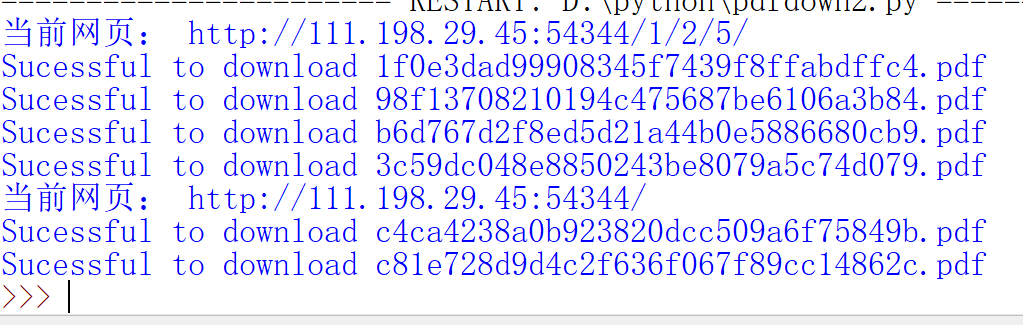 ======================= RESTART: D:\python\pdfdown2.py ======
当前网页： http://111.198.29.45:54344/1/2/5/
Sucessful to download 1f0e3dad99908345f7439f8ffabdffc4.pdf
Sucessful to download 98f13708210194c475687be6106a3b84.pdf
Sucessful to download b6d767d2f8ed5d21a44b0e5886680cb9.pdf
Sucessful to download 3c59dc048e8850243be8079a5c74d079.pdf
当前网页： http://111.198.29.45:54344/
Sucessful to download c4ca4238a0b923820dcc509a6f75849b.pdf
Sucessful to download c81e728d9d4c2f636f067f89cc14862c.pdf
>>>